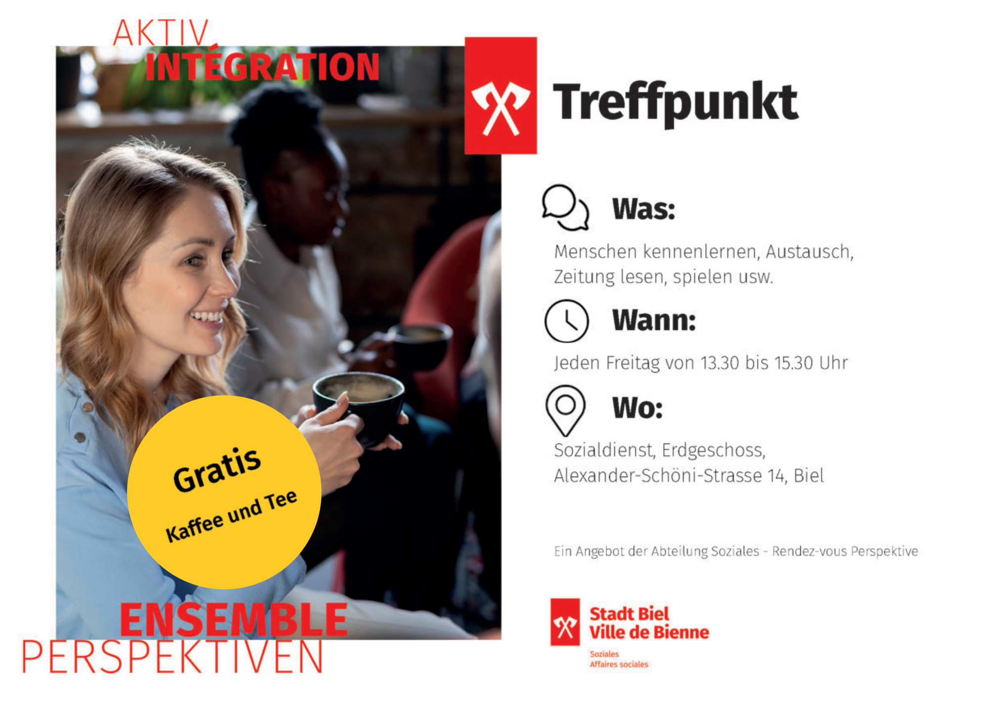 AKTIV
INTÉGRATION
Treffpunkt
Was:
Menschen kennenlernen, Austausch,
Zeitung lesen, spielen usw.
Wann:
Jeden Freitag von 13.30 bis 15.30 Uhr
Wo:
Sozialdienst, Erdgeschoss,
Alexander-Schöni-Strasse 14, Biel
Gratis
Kaffee und Tee
Ein Angebot der Abteilung Soziales - Rendez-vous Perspektive
ENSEMBLE
PERSPEKTIVEN
Stadt Biel
Ville de Bienne
Soziales
Affaires sociales